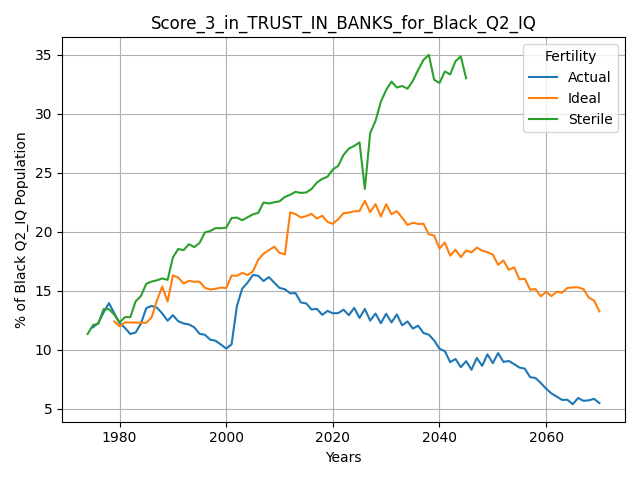 Score_3_in_TRUST_IN_BANKS_for_Black_Q2_IQ
Fertility
Actual
Ideal
Sterile
% of Black Q2_IQ Population
35
30
25
20
15
10
5
1980 2000 2020 2040 2060
Years